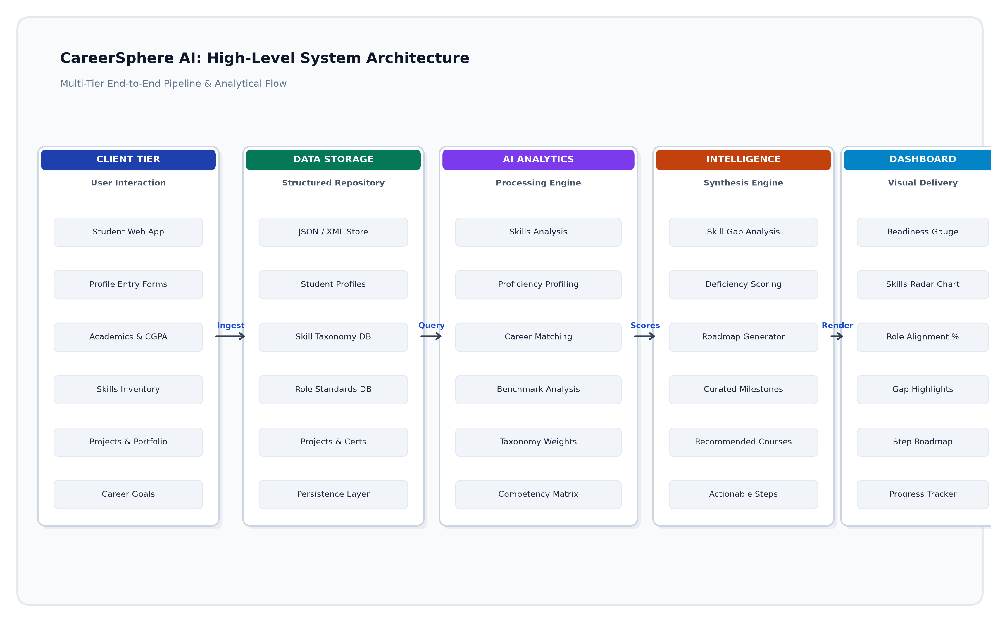 CareerSphere AI: High-Level System Architecture
Multi-Tier End-to-End Pipeline & Analytical Flow
CLIENT TIER
User Interaction
Student Web App
Profile Entry Forms
Academics & CGPA
Skills Inventory
Projects & Portfolio
Career Goals
Ingest
DATA STORAGE
Structured Repository
JSON / XML Store
Student Profiles
Skill Taxonomy DB
Role Standards DB
Projects & Certs
Persistence Layer
Query
AI ANALYTICS
Processing Engine
Skills Analysis
Proficiency Profiling
Career Matching
Benchmark Analysis
Taxonomy Weights
Competency Matrix
Scores
INTELLIGENCE
Synthesis Engine
Skill Gap Analysis
Deficiency Scoring
Roadmap Generator
Curated Milestones
Recommended Courses
Actionable Steps
Render
DASHBOARD
Visual Delivery
Readiness Gauge
Skills Radar Chart
Role Alignment %
Gap Highlights
Step Roadmap
Progress Tracker